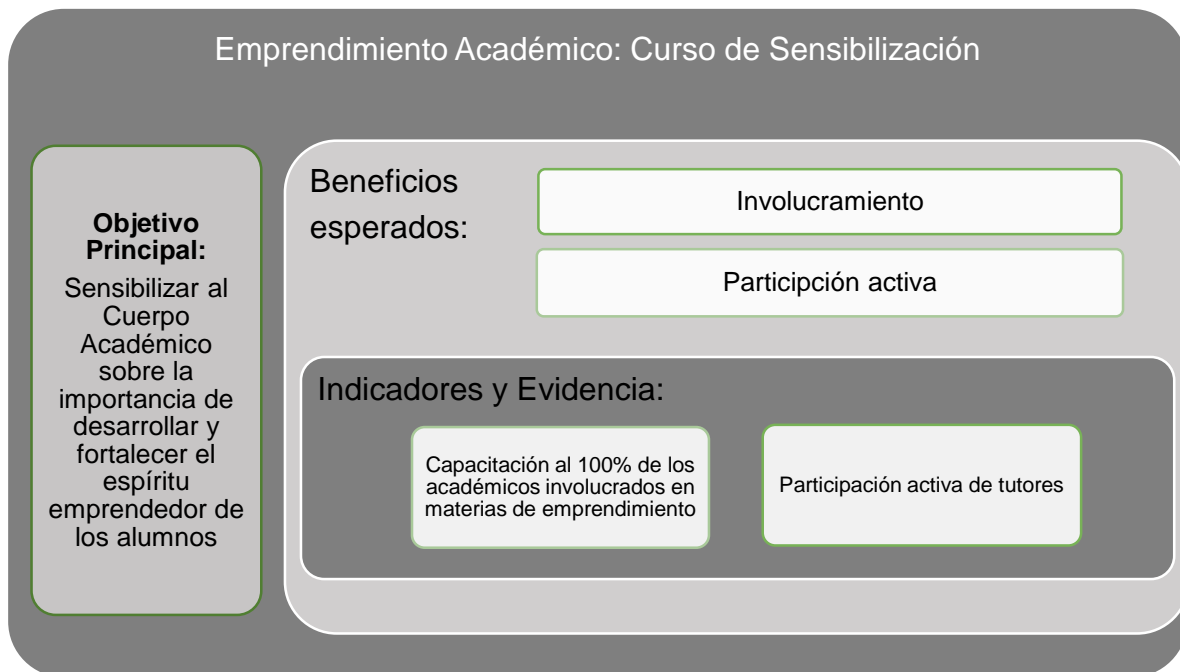 Emprendimiento Académico: Curso de Sensibilización
Objetivo
Principal:
Sensibilizar al
Cuerpo
Académico
sobre la
importancia de
desarrollar y
fortalecer el
espíritu
emprendedor de
los alumnos
Beneficios
esperados:
Involucramiento
Participción activa
Indicadores y Evidencia:
Capacitación al 100% de los
académicos involucrados en
materias de emprendimiento
Participación activa de tutores